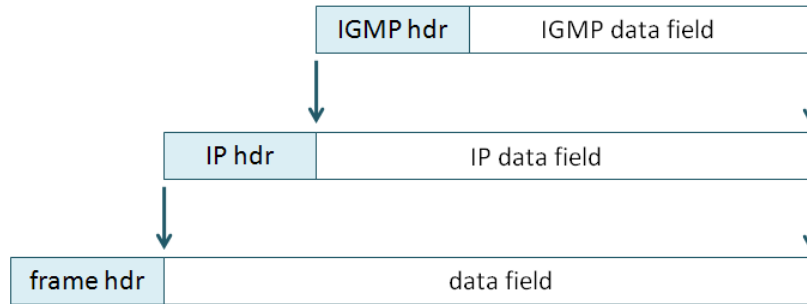 IGMP hdr IGMP data field
IP hdr IP data field
frame hdr data field